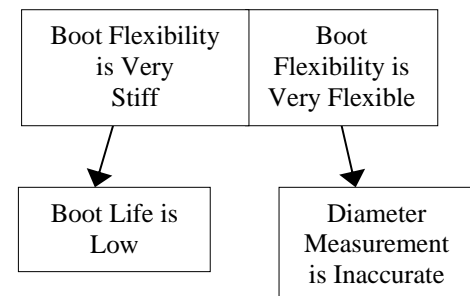 Boot Flexibility
is Very
Stiff
Boot
Flexibility is
Very Flexible
Boot Life is
Low
Diameter
Measurement
is Inaccurate